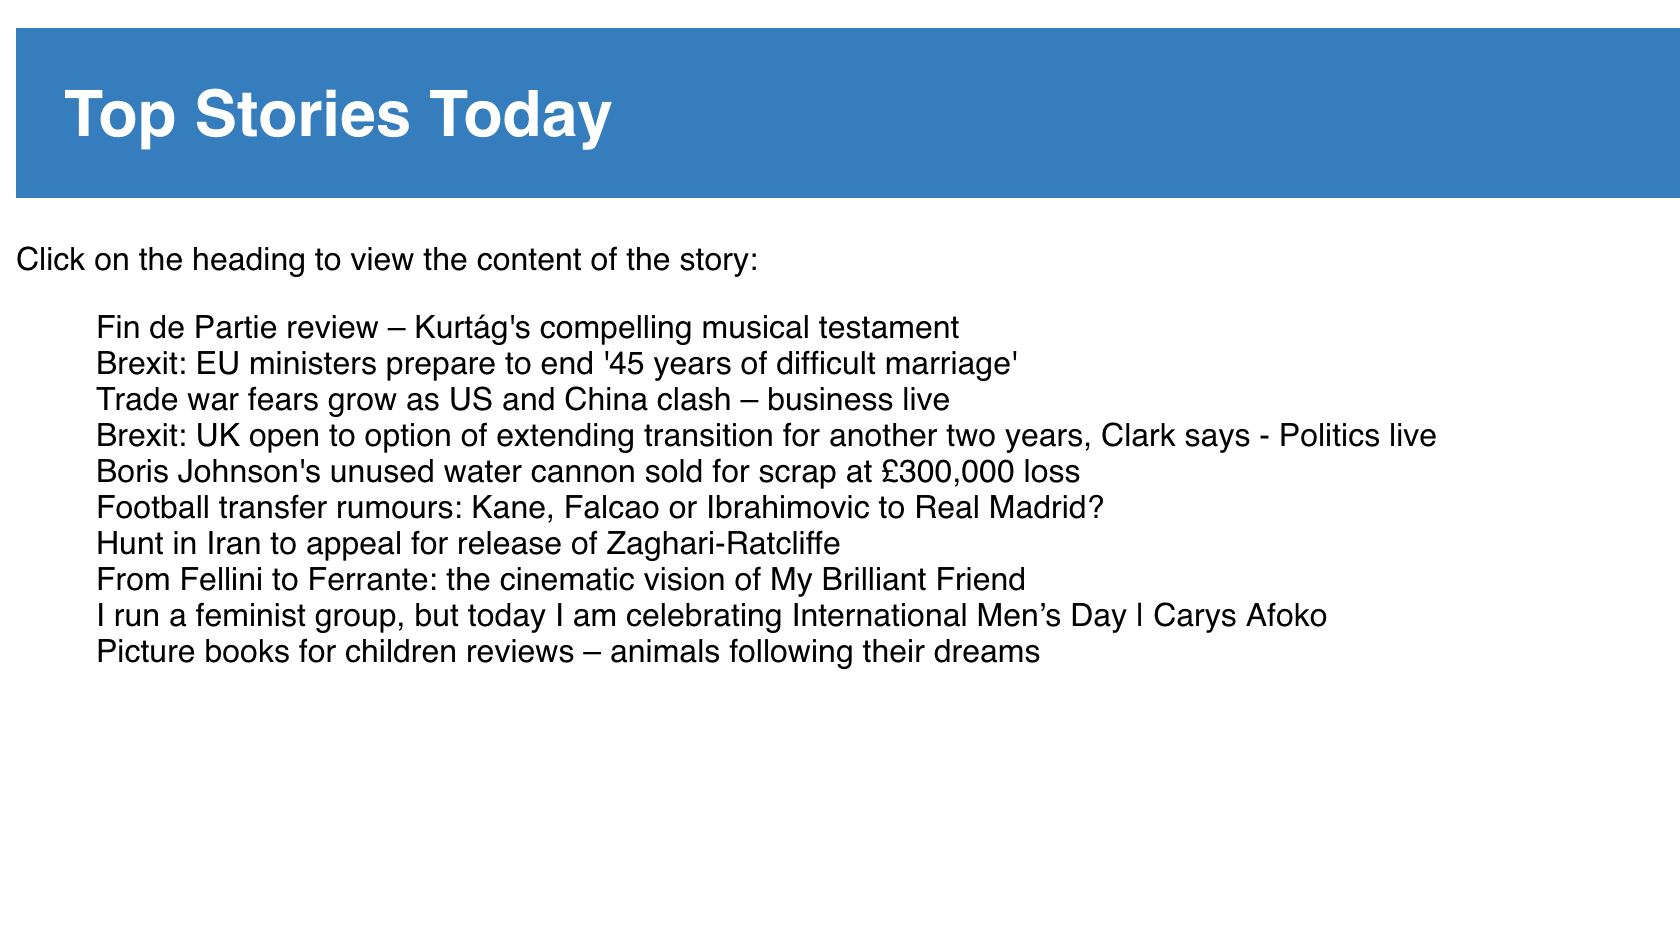 Top Stories Today
Click on the heading to view the content of the story:
Fin de Partie review – Kurtág's compelling musical testament
Brexit: EU ministers prepare to end '45 years of difficult marriage'
Trade war fears grow as US and China clash – business live
Brexit: UK open to option of extending transition for another two years, Clark says - Politics live
Boris Johnson's unused water cannon sold for scrap at £300,000 loss
Football transfer rumours: Kane, Falcao or Ibrahimovic to Real Madrid?
Hunt in Iran to appeal for release of Zaghari-Ratcliffe
From Fellini to Ferrante: the cinematic vision of My Brilliant Friend
I run a feminist group, but today I am celebrating International Men’s Day | Carys Afoko
Picture books for children reviews – animals following their dreams